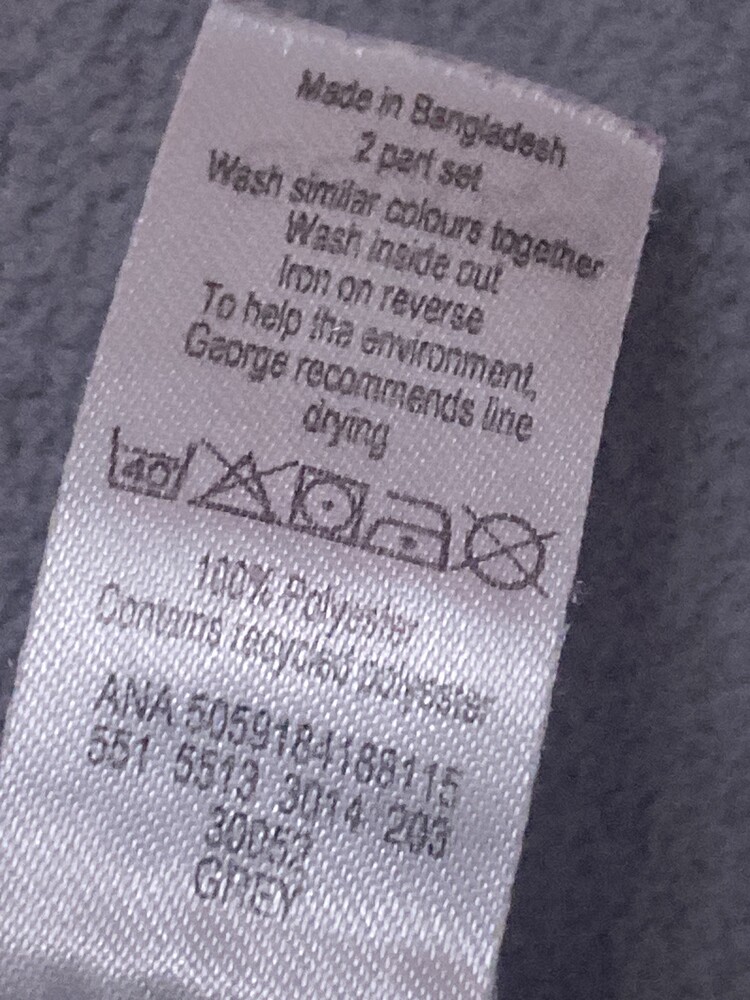 Made in Bangladesh
2 part set
Wash similar colours together
Wash inside out
Iron on reverse
To help the environment,
George recommends line
drying
40
100% Polyester
Contains recycled polyester
ANA 5059184188115
551 5513 3014 203
30053
GREY